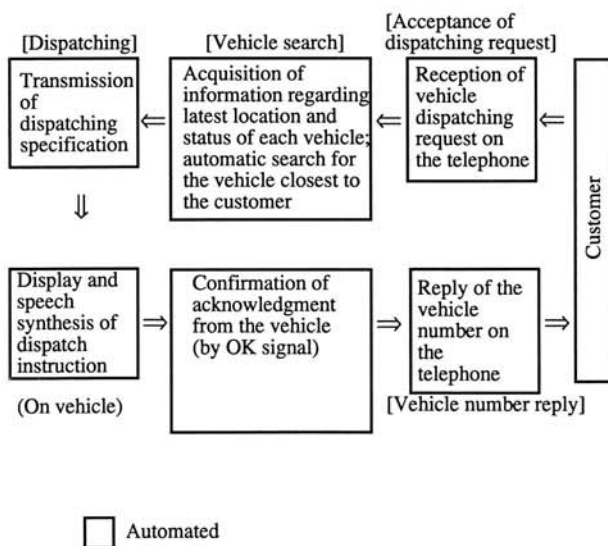 [Dispatching]
[Vehicle search]
[Acceptance of
dispatching request]
Transmission
of
dispatching
specification
Acquisition of
information regarding
latest location and
status of each vehicle;
automatic search for
the vehicle closest to
the customer
Reception of
vehicle
dispatching
request on
the telephone
Customer
Display and
speech
synthesis of
dispatch
instruction
(On vehicle)
Confirmation of
acknowledgment
from the vehicle
(by OK signal)
Reply of the
vehicle
number on
the
telephone
[Vehicle number reply]
Automated